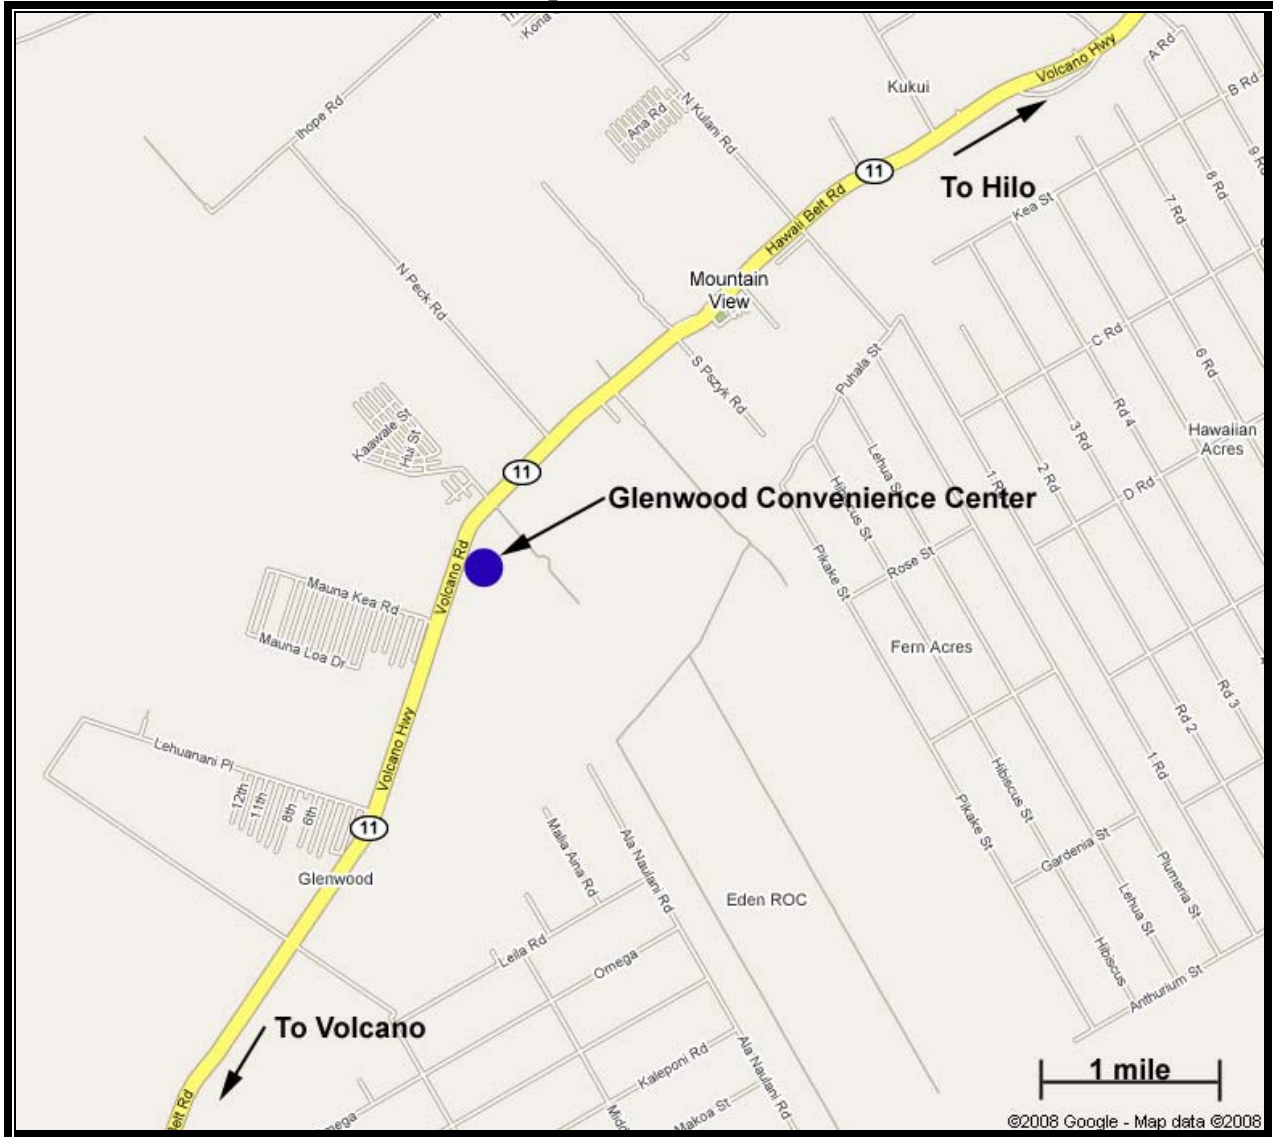 Kona
Ihope Rd
Volcano Hwy
A Rd
B Rd
Kukui
Ana Rd
N Kulani Rd
9 Rd
11
To Hilo
8 Rd
7 Rd
Kea St
Hawaii Belt Rd
N Peck Rd
Mountain
View
C Rd
6 Rd
Puhala St
S Pszyk Rd
Rd 4
3 Rd
Hawaiian
Acres
Kaawale St
Hui St
Lehua St
2 Rd
D Rd
11
Glenwood Convenience Center
Hibiscus St
Volcano Rd
Rose St
Pikake St
Mauna Kea Rd
Mauna Loa Dr
Fern Acres
Rd 3
Rd 2
Volcano Hwy
Lehuanani Pl
1 Rd
12th
11th
8th
6th
11
Hibiscus St
Pikake St
Gardenia St
Malia Aina Rd
Ala Naulani Rd
Glenwood
Eden ROC
Plumeria St
Lehua St
Leila Rd
Omega
Hibiscus
Anthurium St
To Volcano
Kaleponi Rd
Ala Naulani Rd
1 mile
Belt Rd
Makoa St
©2008 Google - Map data ©2008